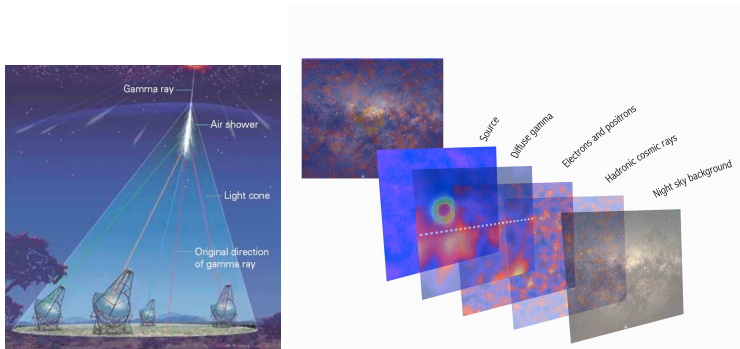 Gamma ray
Air shower
Light cone
Original direction
of gamma ray
Source
Diffuse gamma
Electrons and positrons
Hadronic cosmic rays
Night sky background